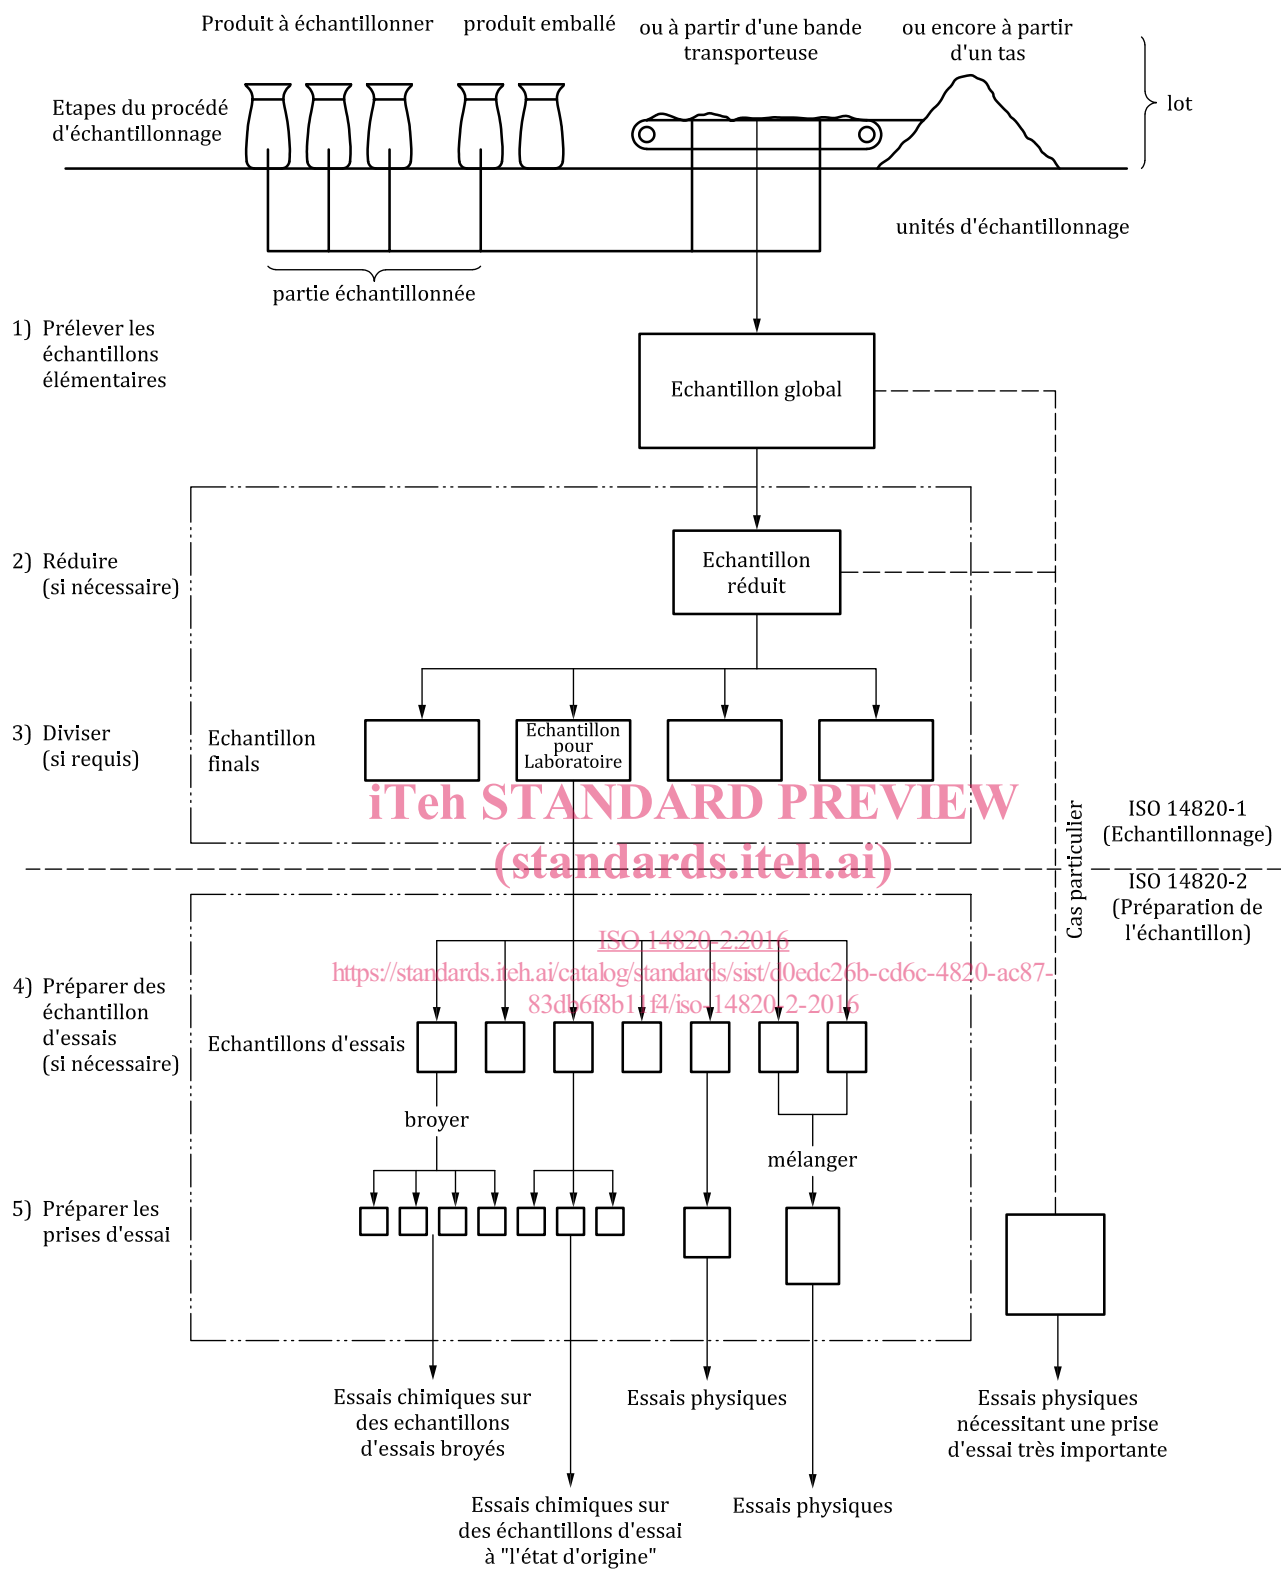 Produit à échantillonner
produit emballé
ou à partir d'une bande
transporteuse
ou encore à partir
d'un tas
Etapes du procédé
d'échantillonnage
lot
unités d'échantillonnage
partie échantillonnée
1) Prélever les
échantillons
élémentaires
Echantillon global
2) Réduire
(si nécessaire)
Echantillon
réduit
3) Diviser
(si requis)
Echantillon
finals
Echantillon
pour
Laboratoire
iTeh STANDARD PREVIEW
(standards.iteh.ai)
Cas particulier
ISO 14820-1
(Echantillonnage)
ISO 14820-2
(Préparation de
l'échantillon)
ISO 14820-2:2016
https://standards.iteh.ai/catalog/standards/sist/d0edc26b-cd6c-4820-ac87-
83db6f8b11f4/iso-14820-2-2016
4) Préparer des
échantillon
d'essais
(si nécessaire)
Echantillons d'essais
broyer
mélanger
5) Préparer les
prises d'essai
Essais chimiques sur
des echantillons
d'essais broyés
Essais physiques
Essais physiques
nécessitant une prise
d'essai très importante
Essais chimiques sur
des échantillons d'essai
à "l'état d'origine"
Essais physiques